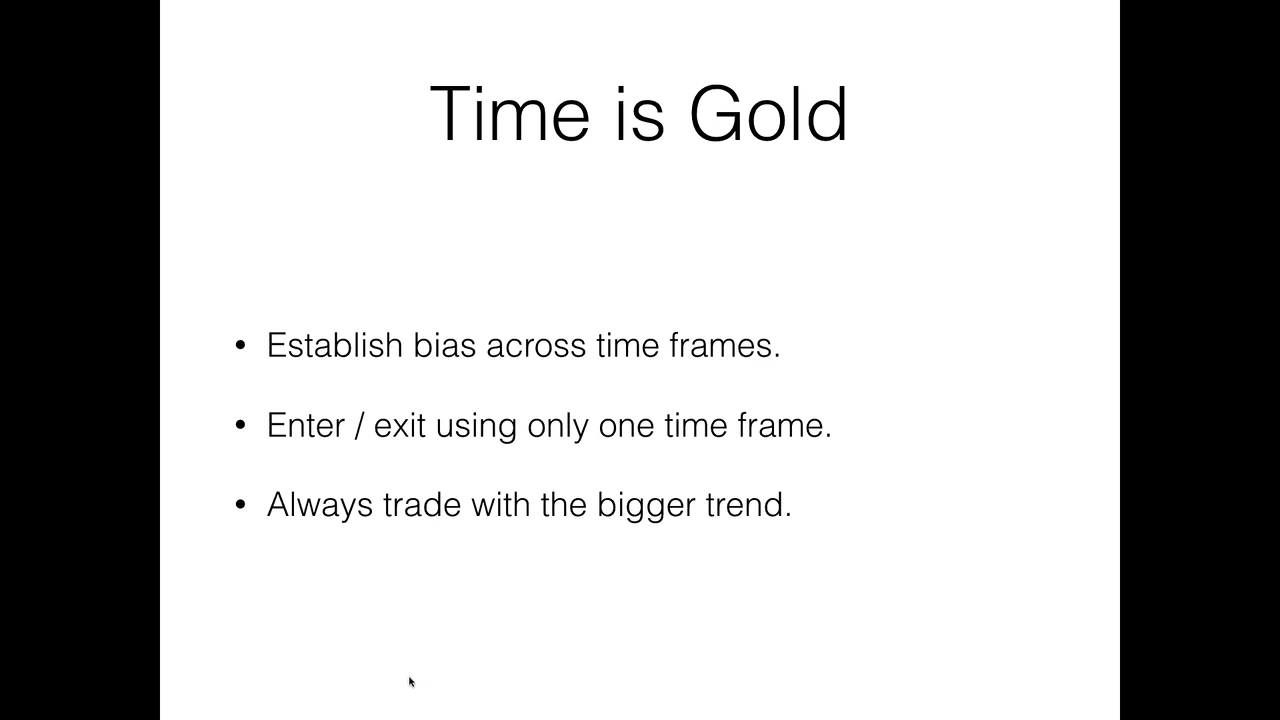 Time is Gold
• Establish bias across time frames.
• Enter / exit using only one time frame.
• Always trade with the bigger trend.